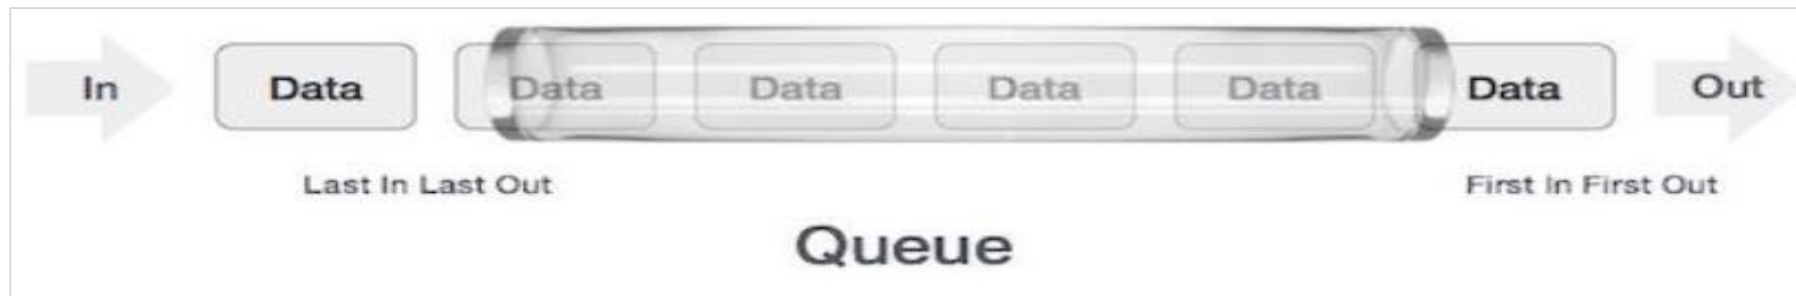 In Data Data Data Data Data Data Out
Last In Last Out First In First Out
Queue